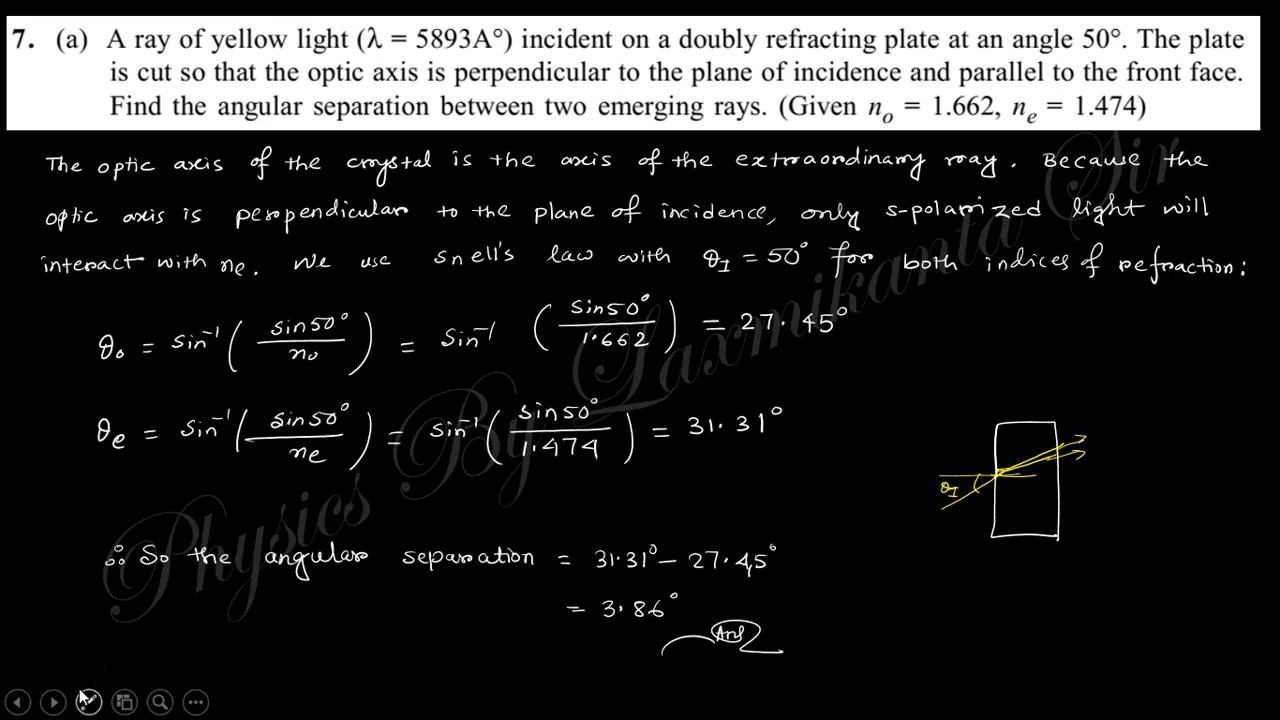 7. (a) A ray of yellow light (λ = 5893A°) incident on a doubly refracting plate at an angle 50°. The plate
is cut so that the optic axis is perpendicular to the plane of incidence and parallel to the front face.
Find the angular separation between two emerging rays. (Given nₒ = 1.662, nₑ = 1.474)
The optic axis of the crystal is the axis of the extraordinary ray. Because the
optic axis is perpendicular to the plane of incidence, only s-polarized light will
interact with nₑ. We use snell's law with θ_I = 50° for both indices of refraction:
θₒ = sin⁻¹ (sin50°/nₒ) = sin⁻¹ (sin50°/1.662) = 27.45°
θₑ = sin⁻¹ (sin50°/nₑ) = sin⁻¹ (sin50°/1.474) = 31.31°
θ_I
∴ So the angular separation = 31.31° − 27.45°
= 3.86°
Ans
Physics By Laxmikanta Sir